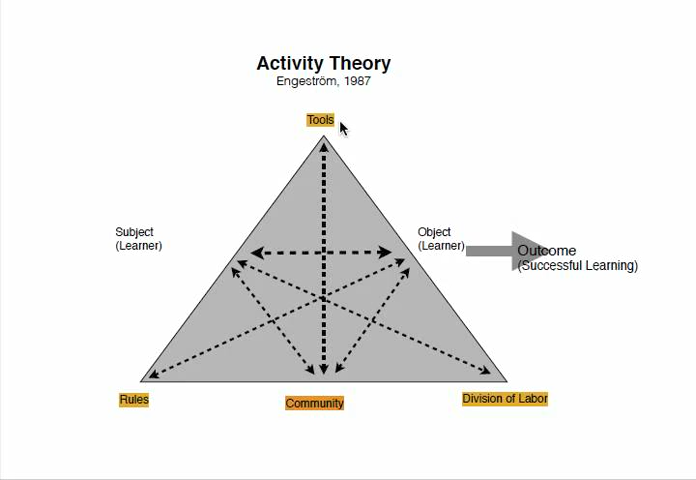 Activity Theory
Engeström, 1987
Tools
Subject
(Learner)
Object
(Learner)
Outcome
(Successful Learning)
Rules
Community
Division of Labor